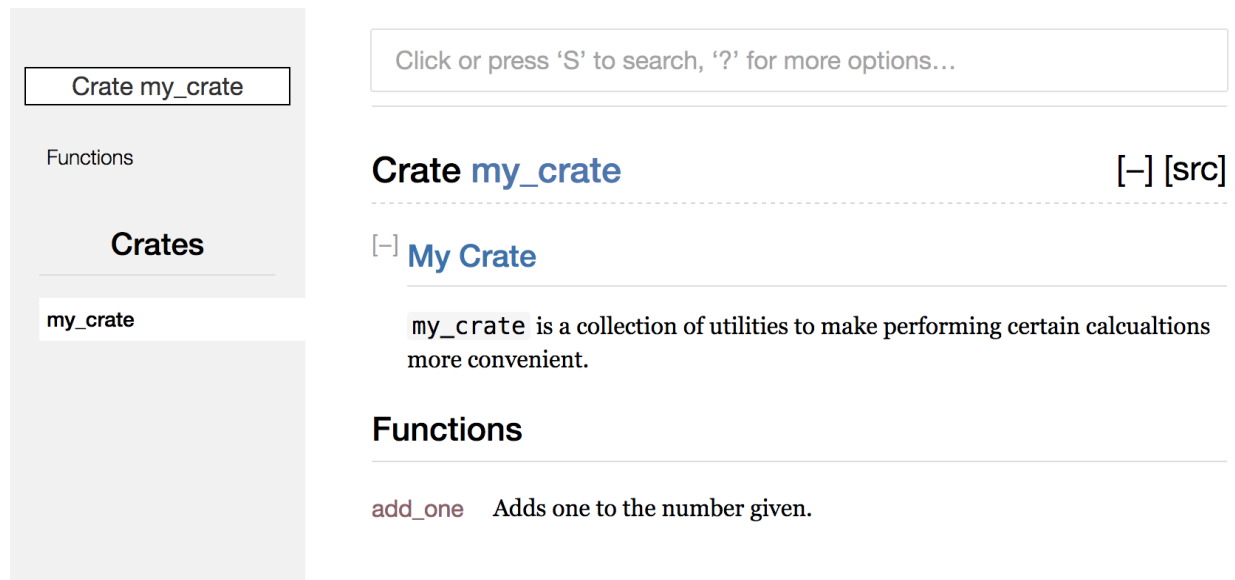 Crate my_crate
Functions
Crates
my_crate
Click or press ‘S’ to search, ‘?’ for more options…
Crate my_crate [−] [src]
[−] My Crate
my_crate is a collection of utilities to make performing certain calcualtions
more convenient.
Functions
add_one Adds one to the number given.